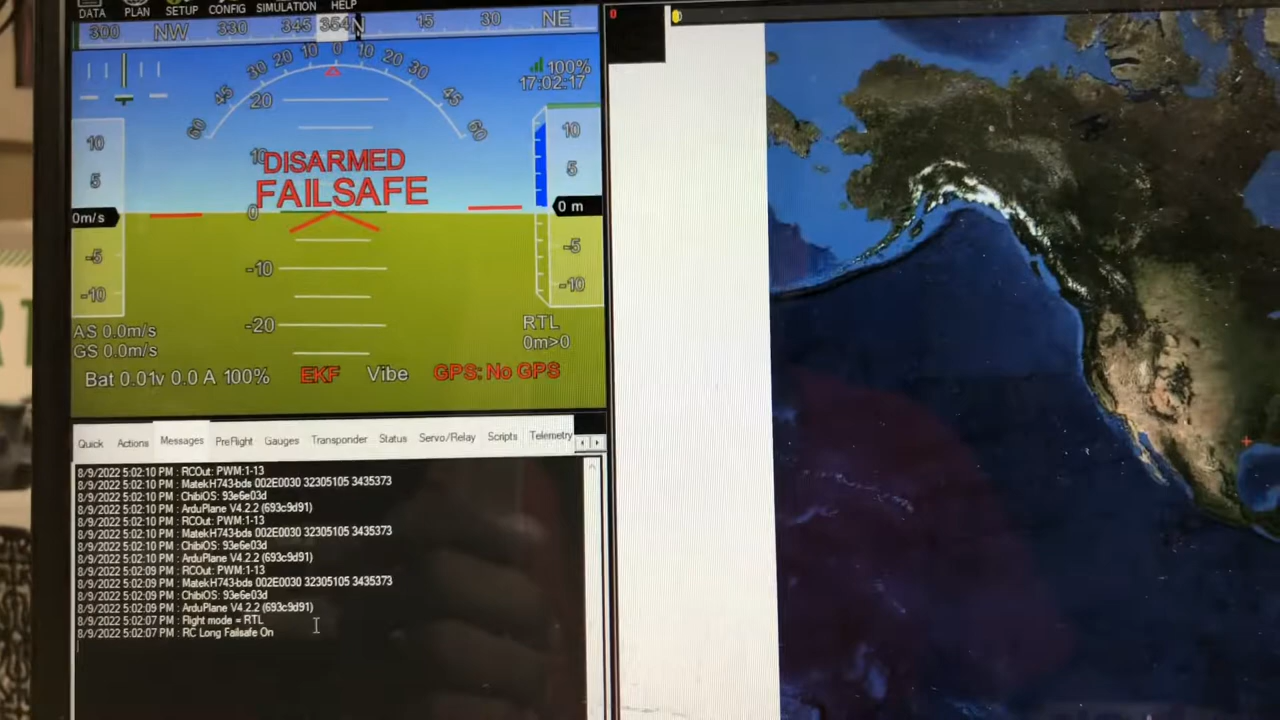 DATA PLAN SETUP CONFIG SIMULATION HELP
300 NW 330 345 354 N 15 30 NE
60 45 30 20 10 0 10 20 30 45 60
100%
17:02:17
20
10
DISARMED
FAILSAFE
0
-10
-20
10
5
0m/s
-5
-10
10
5
0 m
-5
-10
AS 0.0m/s
GS 0.0m/s
RTL
0m>0
Bat 0.01v 0.0 A 100% EKF Vibe GPS: No GPS
Quick Actions Messages PreFlight Gauges Transponder Status Servo/Relay Scripts Telemetry
8/9/2022 5:02:10 PM : RCOut: PWM:1-13
8/9/2022 5:02:10 PM : MatekH743-bds 002E0030 32305105 3435373
8/9/2022 5:02:10 PM : ChibiOS: 93e6e03d
8/9/2022 5:02:10 PM : ArduPlane V4.2.2 (693c9d91)
8/9/2022 5:02:10 PM : RCOut: PWM:1-13
8/9/2022 5:02:10 PM : MatekH743-bds 002E0030 32305105 3435373
8/9/2022 5:02:10 PM : ChibiOS: 93e6e03d
8/9/2022 5:02:10 PM : ArduPlane V4.2.2 (693c9d91)
8/9/2022 5:02:09 PM : RCOut: PWM:1-13
8/9/2022 5:02:09 PM : MatekH743-bds 002E0030 32305105 3435373
8/9/2022 5:02:09 PM : ChibiOS: 93e6e03d
8/9/2022 5:02:09 PM : ArduPlane V4.2.2 (693c9d91)
8/9/2022 5:02:07 PM : Flight mode = RTL
8/9/2022 5:02:07 PM : RC Long Failsafe On
0